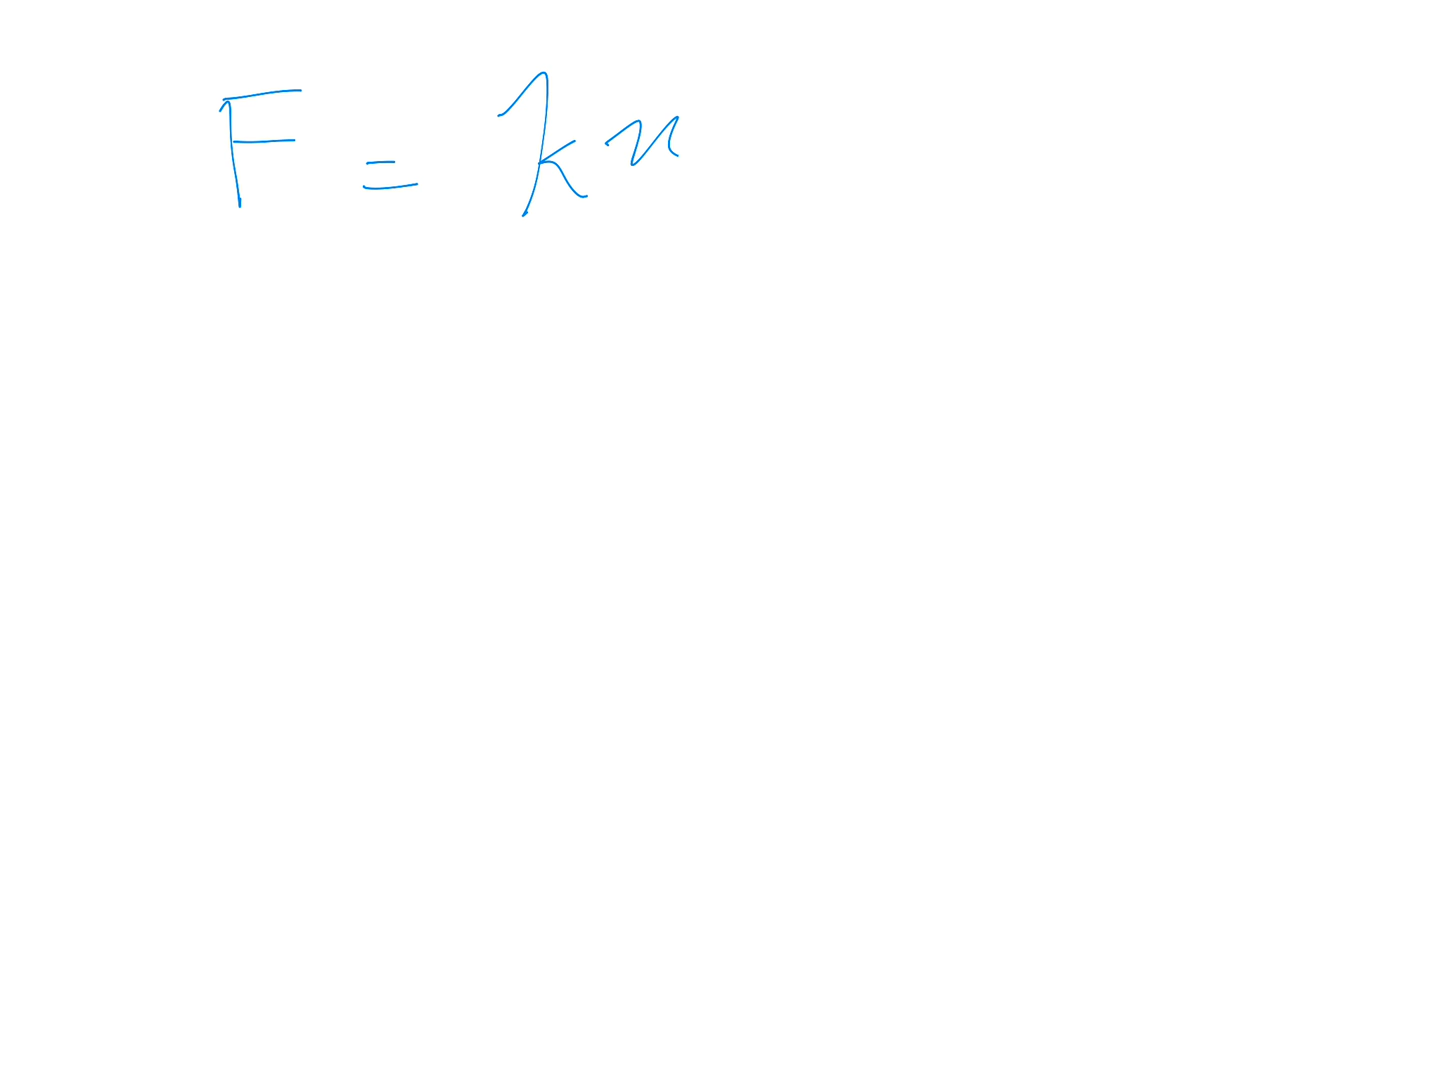 F = kx